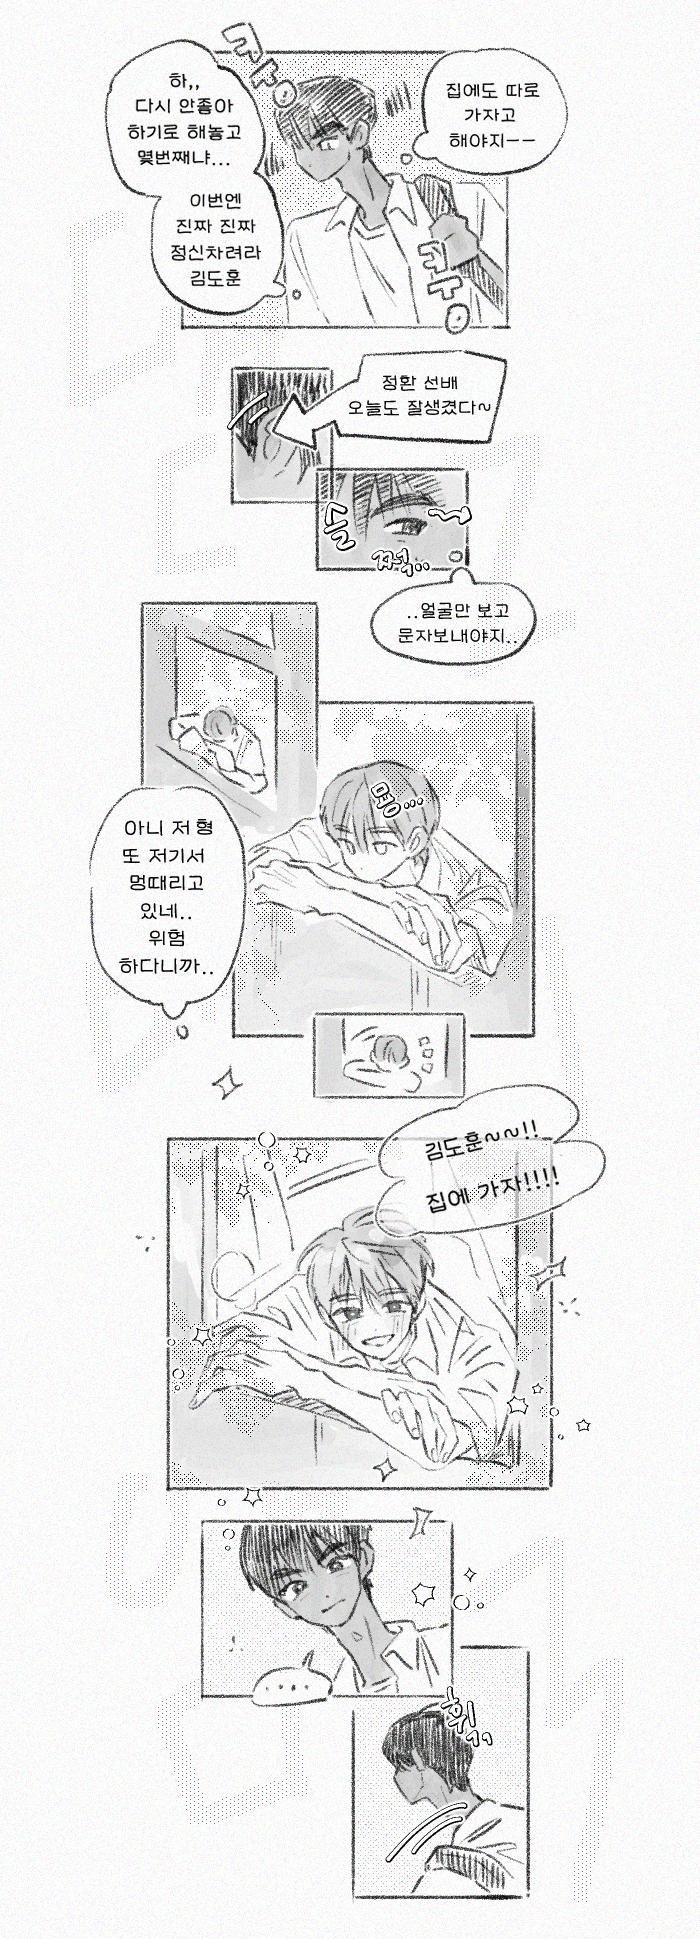 쿠앙
하,,
다시 안좋아
하기로 해놓고
몇번째냐...
집에도 따로
가자고
해야지ㅡㅡ
이번엔
진짜 진짜
정신차려라
김도훈
쿠앙
정환 선배
오늘도 잘생겼다~
슬
쩍..
..얼굴만 보고
문자보내야지..
멍...
아니 저 형
또 저기서
멍때리고
있네..
위험
하다니까..
김도훈~~!!
집에 가자!!!!
....
휙